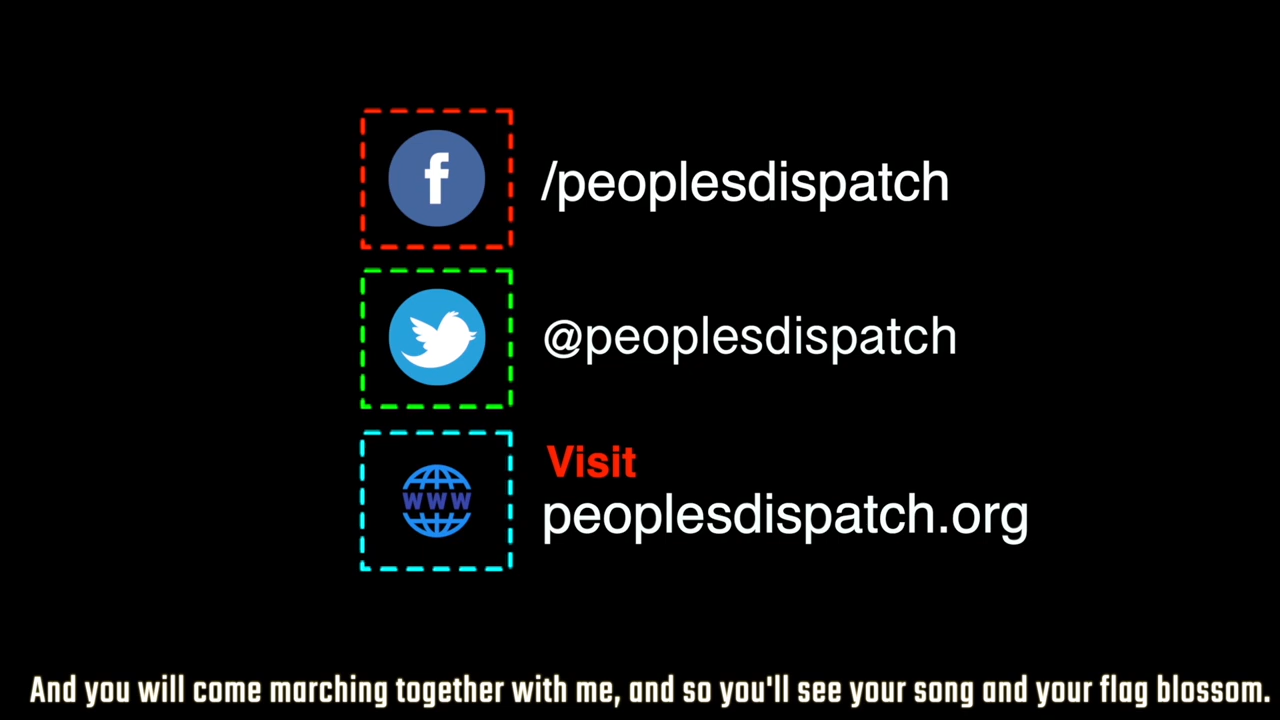 f
/peoplesdispatch
@peoplesdispatch
Visit
www
peoplesdispatch.org
And you will come marching together with me, and so you'll see your song and your flag blossom.